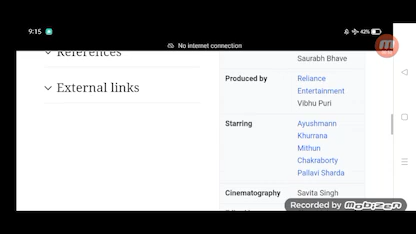 9:15
42%
No internet connection
References
External links
Saurabh Bhave
Produced by
Reliance
Entertainment
Vibhu Puri
Starring
Ayushmann
Khurrana
Mithun
Chakraborty
Pallavi Sharda
Cinematography
Savita Singh
Recorded by
MOBIZEN